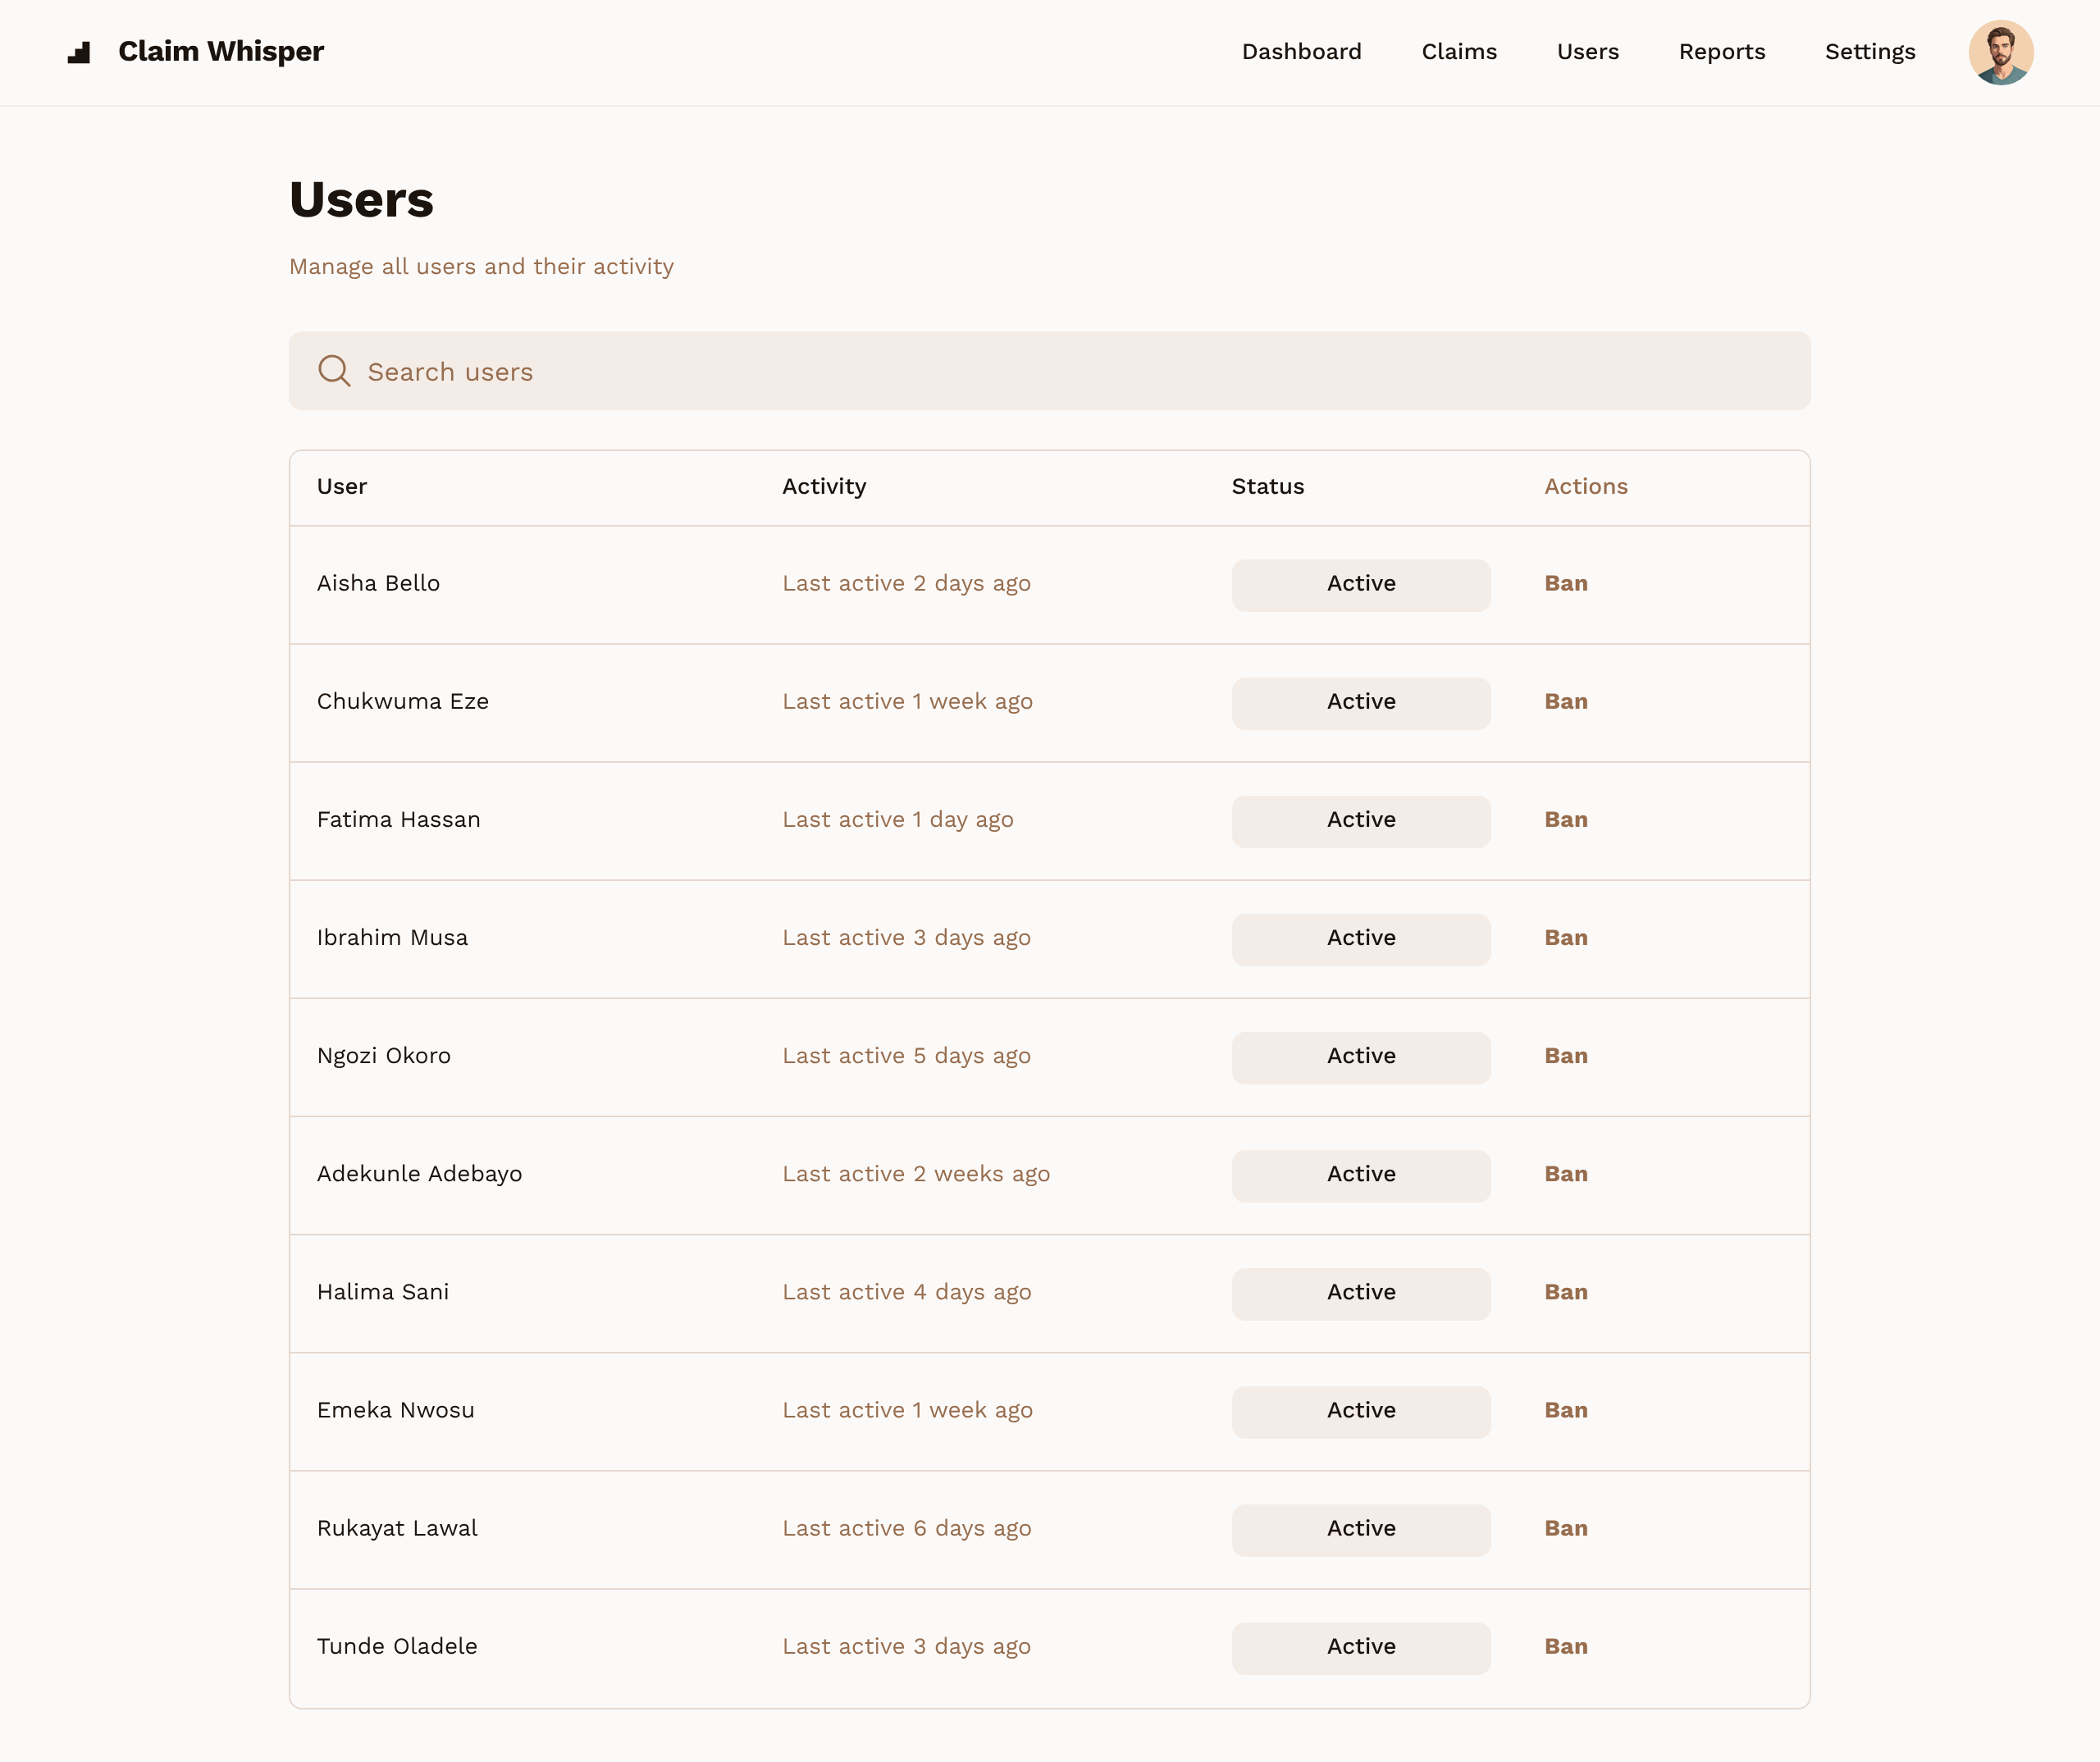 Claim Whisper
Dashboard Claims Users Reports Settings
Users
Manage all users and their activity
Search users
User Activity Status Actions
Aisha Bello Last active 2 days ago Active Ban
Chukwuma Eze Last active 1 week ago Active Ban
Fatima Hassan Last active 1 day ago Active Ban
Ibrahim Musa Last active 3 days ago Active Ban
Ngozi Okoro Last active 5 days ago Active Ban
Adekunle Adebayo Last active 2 weeks ago Active Ban
Halima Sani Last active 4 days ago Active Ban
Emeka Nwosu Last active 1 week ago Active Ban
Rukayat Lawal Last active 6 days ago Active Ban
Tunde Oladele Last active 3 days ago Active Ban